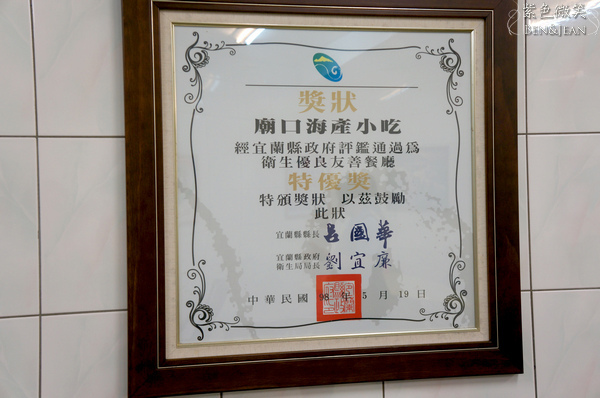 紫色微笑
BEN&JEAN
獎狀
廟口海產小吃
經宜蘭縣政府評鑑通過為
衛生優良友善餐廳
特優獎
特頒獎狀 以茲鼓勵
此狀
宜蘭縣縣長 呂國華
宜蘭縣政府
衛生局局長 劉宜廉
中華民國 98 年 5 月 19 日